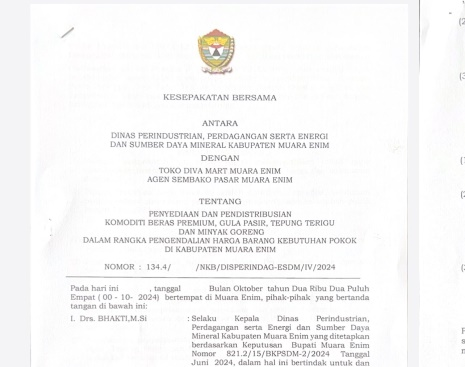 KESEPAKATAN BERSAMA
ANTARA
DINAS PERINDUSTRIAN, PERDAGANGAN SERTA ENERGI
DAN SUMBER DAYA MINERAL KABUPATEN MUARA ENIM
DENGAN
TOKO DIVA MART MUARA ENIM
AGEN SEMBAKO PASAR MUARA ENIM
TENTANG
PENYEDIAAN DAN PENDISTRIBUSIAN
KOMODITI BERAS PREMIUM, GULA PASIR, TEPUNG TERIGU
DAN MINYAK GORENG
DALAM RANGKA PENGENDALIAN HARGA BARANG KEBUTUHAN POKOK
DI KABUPATEN MUARA ENIM
NOMOR : 134.4/ /NKB/DISPERINDAG-ESDM/IV/2024
Pada hari ini , tanggal Bulan Oktober tahun Dua Ribu Dua Puluh
Empat ( 00 - 10- 2024) bertempat di Muara Enim, pihak-pihak yang bertanda
tangan di bawah ini:
I. Drs. BHAKTI,M.Si : Selaku Kepala Dinas Perindustrian,
Perdagangan serta Energi dan Sumber Daya
Mineral Kabupaten Muara Enim yang ditetapkan
berdasarkan Keputusan Bupati Muara Enim
Nomor 821.2/15/BKPSDM-2/2024 Tanggal
Juni 2024, dalam hal ini bertindak untuk dan